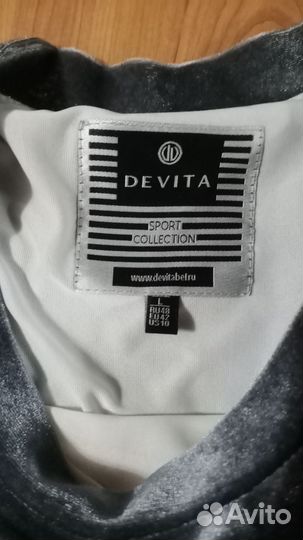 DEVITA
SPORT
COLLECTION
www.devitabel.ru
L
RU48
EU42
US10
Avito